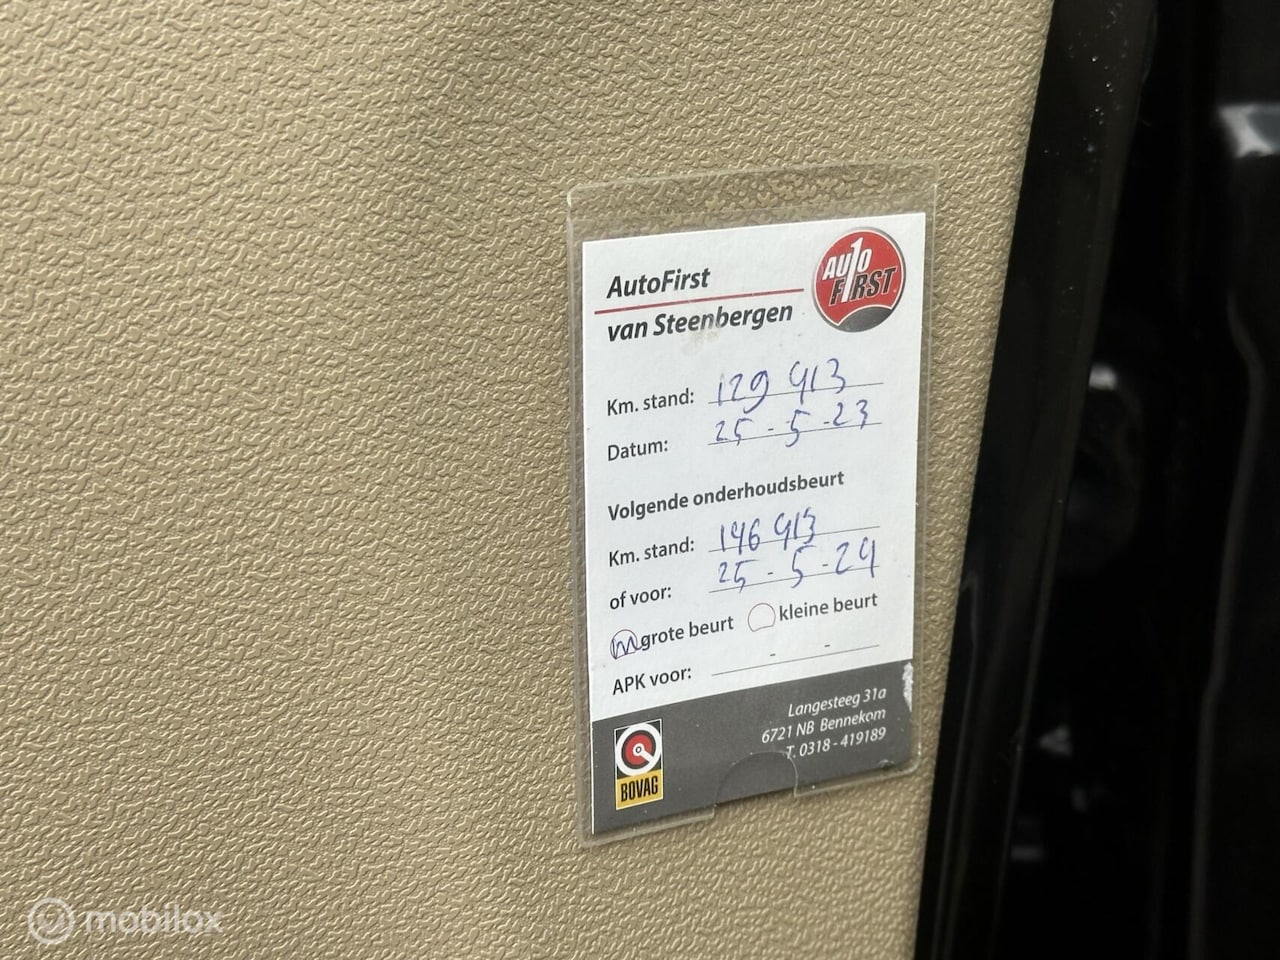 AutoFirst
van Steenbergen
AUTO
FIRST
Km. stand: 129 913
Datum: 25-5-23
Volgende onderhoudsbeurt
Km. stand: 146 913
of voor: 25-5-24
grote beurt kleine beurt
APK voor: - -
Langesteeg 31a
6721 NB Bennekom
T. 0318 - 419189
BOVAG
mobilox